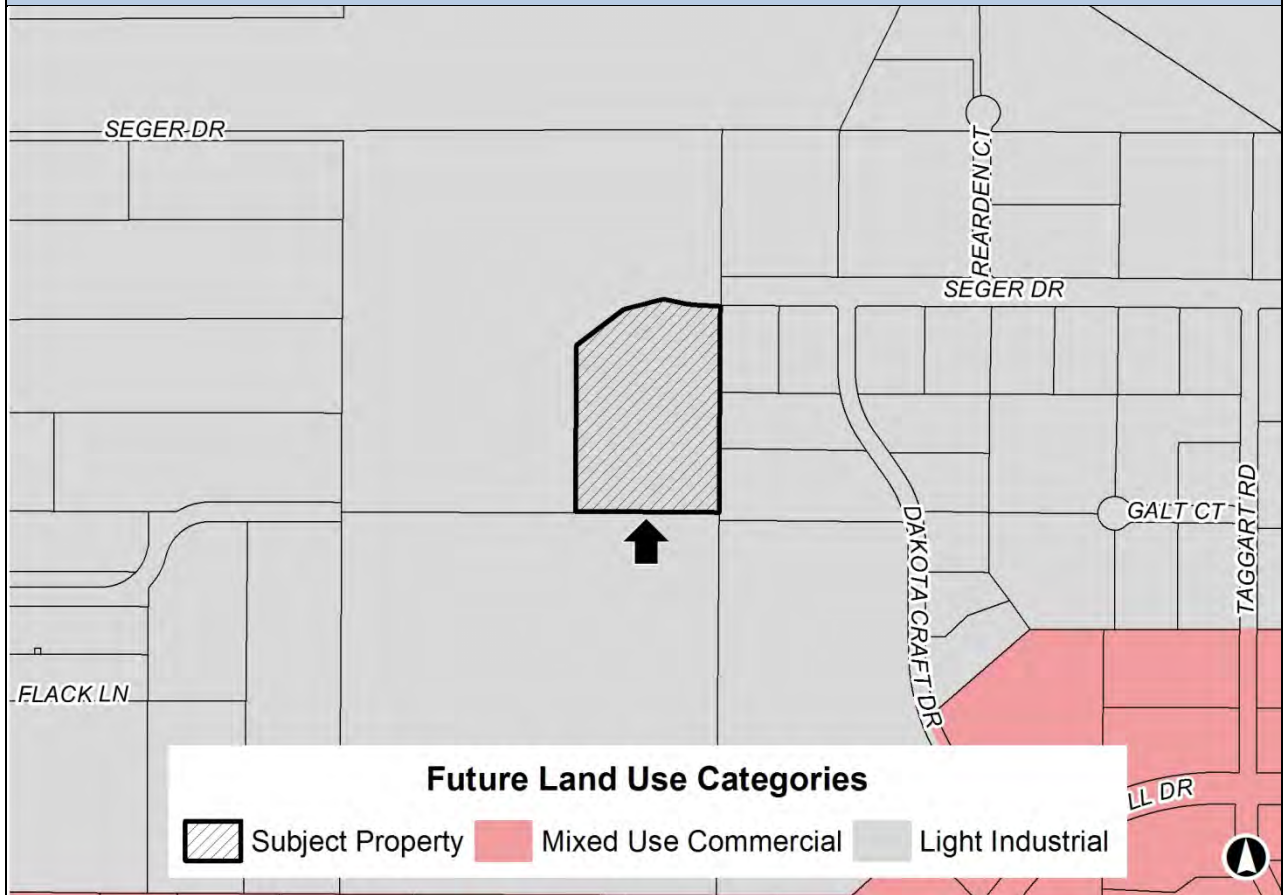 SEGER DR
REARDEN CT
SEGER DR
DAKOTA CRAFT DR
GALT CT
TAGGART RD
FLACK LN
LL DR
Future Land Use Categories
Subject Property
Mixed Use Commercial
Light Industrial